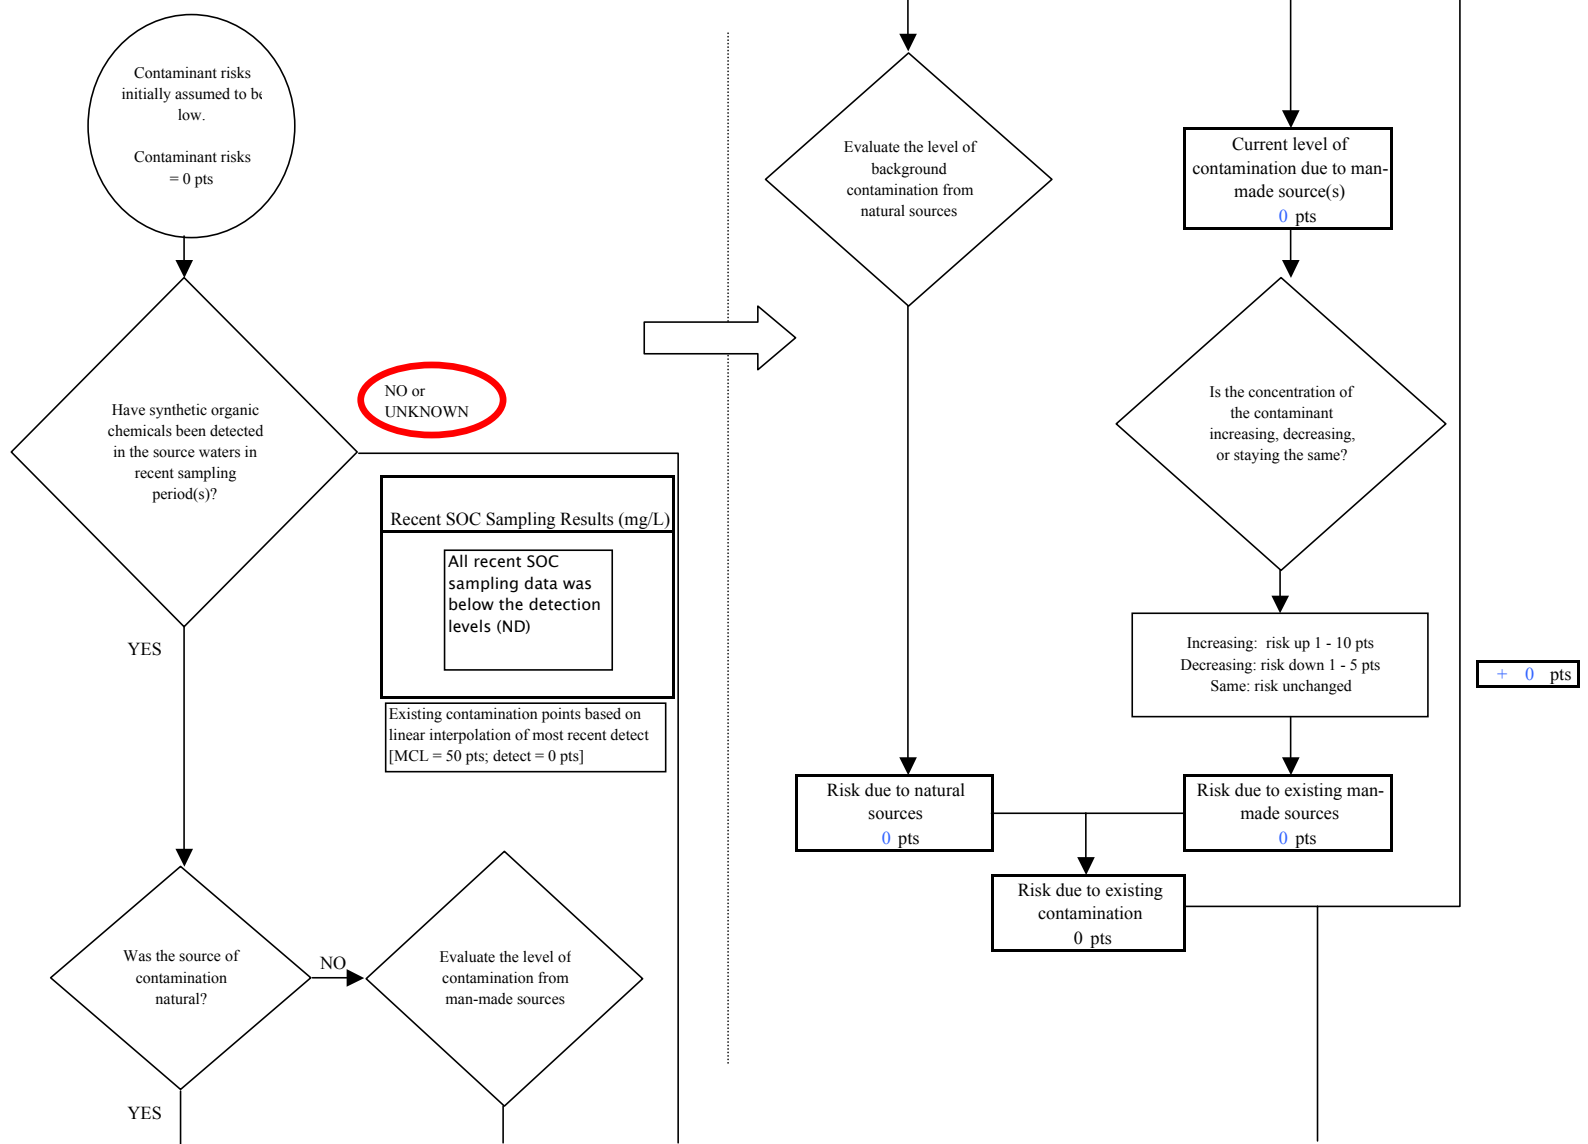 Contaminant risks
initially assumed to be
low.
Contaminant risks
= 0 pts
Have synthetic organic
chemicals been detected
in the source waters in
recent sampling
period(s)?
NO or
UNKNOWN
Recent SOC Sampling Results (mg/L)
All recent SOC
sampling data was
below the detection
levels (ND)
Existing contamination points based on
linear interpolation of most recent detect
[MCL = 50 pts; detect = 0 pts]
YES
Was the source of
contamination
natural?
NO
Evaluate the level of
contamination from
man-made sources
YES
Evaluate the level of
background
contamination from
natural sources
Current level of
contamination due to man-
made source(s)
0 pts
Is the concentration of
the contaminant
increasing, decreasing,
or staying the same?
Increasing: risk up 1 - 10 pts
Decreasing: risk down 1 - 5 pts
Same: risk unchanged
+ 0 pts
Risk due to natural
sources
0 pts
Risk due to existing man-
made sources
0 pts
Risk due to existing
contamination
0 pts